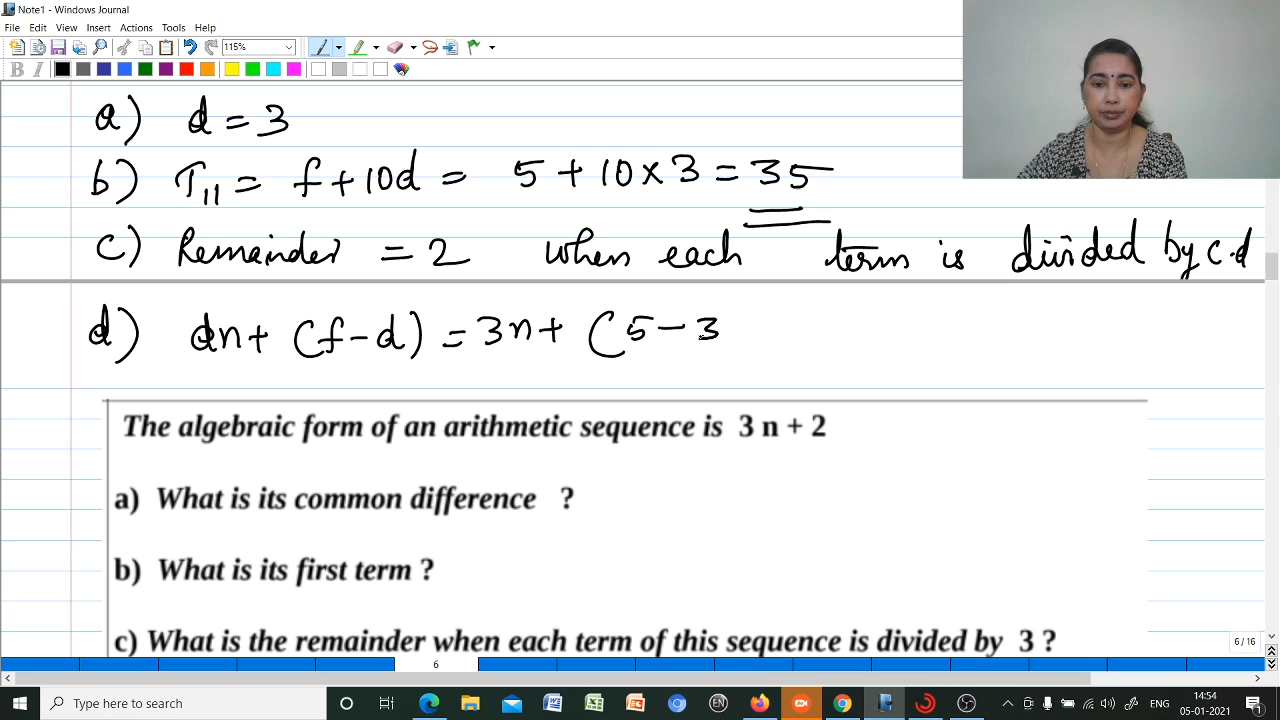 Note1 - Windows Journal
File Edit View Insert Actions Tools Help
115%
B I
a) d = 3
b) T11 = f + 10d = 5 + 10 x 3 = 35
c) Remainder = 2 when each term is divided by c.d
d) dn + (f - d) = 3n + (5 - 3
The algebraic form of an arithmetic sequence is 3 n + 2
a) What is its common difference ?
b) What is its first term ?
c) What is the remainder when each term of this sequence is divided by 3 ?
6 / 16
6
Type here to search
ENG
14:54
05-01-2021